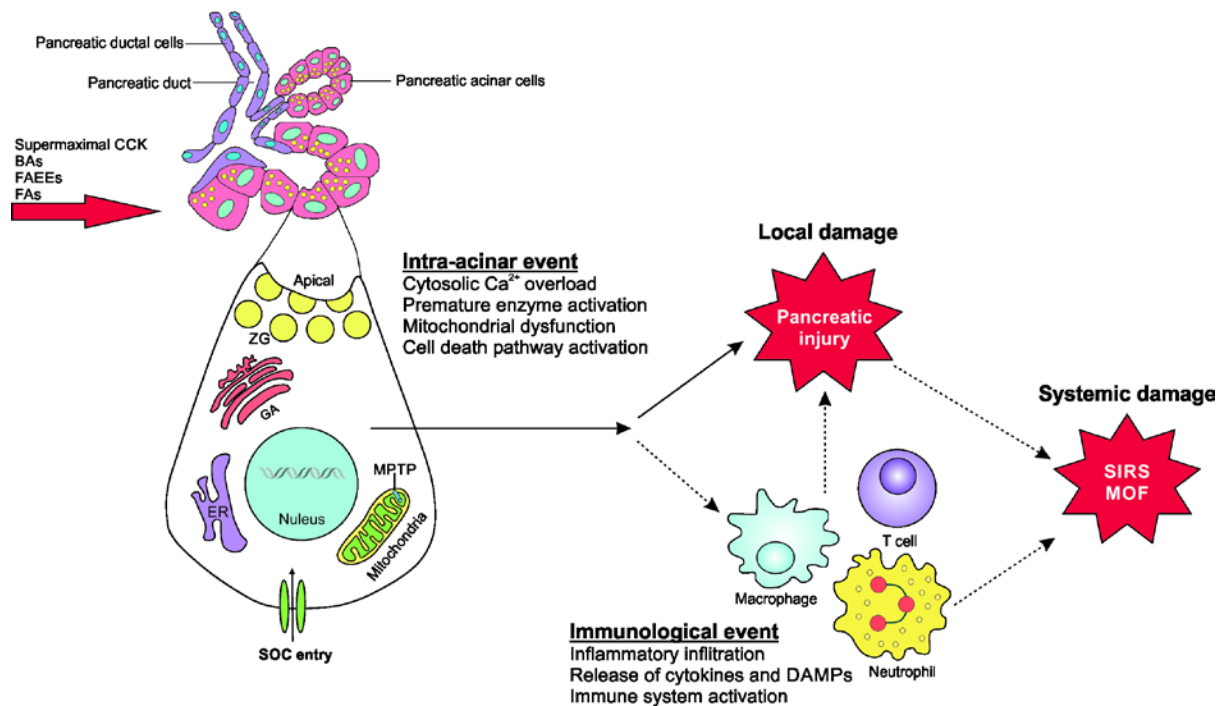 Pancreatic ductal cells
Pancreatic duct
Pancreatic acinar cells
Supermaximal CCK
BAs
FAEEs
FAs
Apical
ZG
GA
ER
Nuleus
MPTP
Mitochondria
SOC entry
Intra-acinar event
Cytosolic Ca²⁺ overload
Premature enzyme activation
Mitochondrial dysfunction
Cell death pathway activation
Local damage
Pancreatic
injury
Systemic damage
SIRS
MOF
T cell
Macrophage
Neutrophil
Immunological event
Inflammatory infiltration
Release of cytokines and DAMPs
Immune system activation